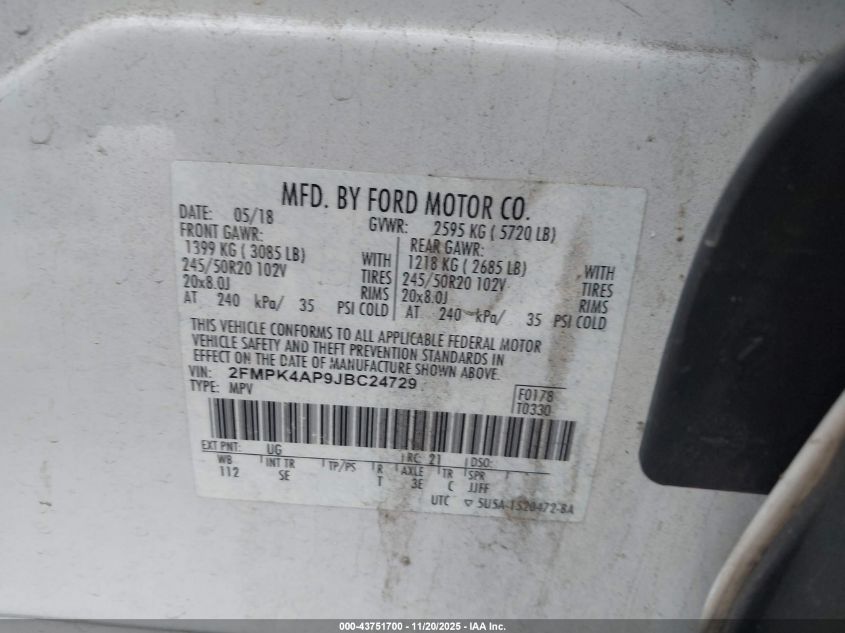 MFD. BY FORD MOTOR CO.
DATE: 05/18 GVWR: 2595 KG ( 5720 LB)
FRONT GAWR: REAR GAWR:
1399 KG ( 3085 LB) WITH 1218 KG ( 2685 LB) WITH
245/50R20 102V TIRES 245/50R20 102V TIRES
20x8.0J RIMS 20x8.0J RIMS
AT 240 kPa/ 35 PSI COLD AT 240 kPa/ 35 PSI COLD
THIS VEHICLE CONFORMS TO ALL APPLICABLE FEDERAL MOTOR
VEHICLE SAFETY AND THEFT PREVENTION STANDARDS IN
EFFECT ON THE DATE OF MANUFACTURE SHOWN ABOVE.
VIN: 2FMPK4AP9JBC24729 F0178
TYPE: MPV T0330
EXT PNT: UG RC: 21 DSO:
WB INT TR TP/PS R AXLE TR SPR
112 SE T 3E C JJFF
UTC ▽ 5U5A-1520472-BA
000-43751700 - 11/20/2025 - IAA Inc.